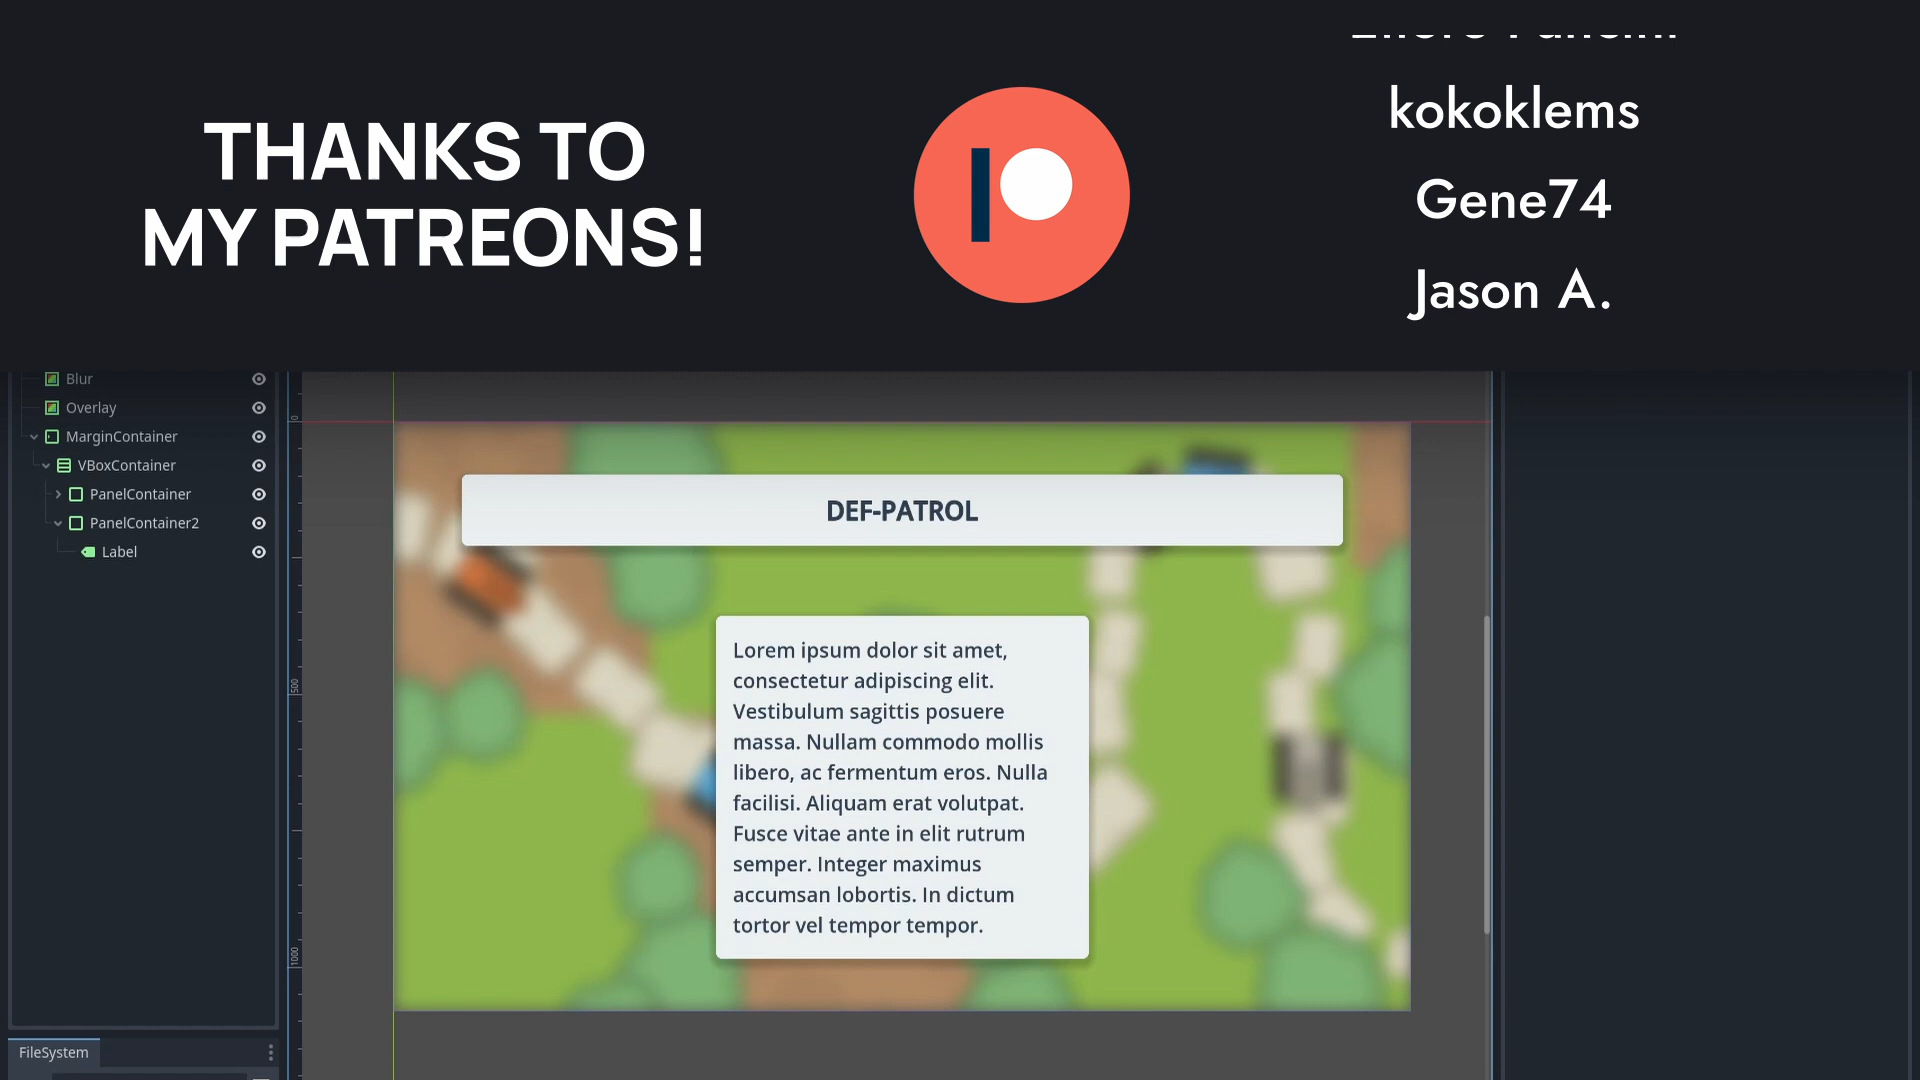 THANKS TO
MY PATREONS!
kokoklems
Gene74
Jason A.
Blur
Overlay
MarginContainer
VBoxContainer
PanelContainer
PanelContainer2
Label
FileSystem
0
500
1000
DEF-PATROL
Lorem ipsum dolor sit amet,
consectetur adipiscing elit.
Vestibulum sagittis posuere
massa. Nullam commodo mollis
libero, ac fermentum eros. Nulla
facilisi. Aliquam erat volutpat.
Fusce vitae ante in elit rutrum
semper. Integer maximus
accumsan lobortis. In dictum
tortor vel tempor tempor.